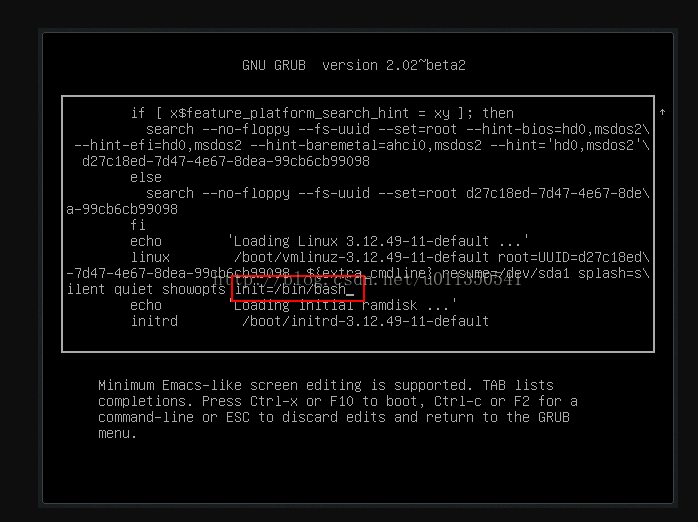 GNU GRUB version 2.02~beta2
if [ x$feature_platform_search_hint = xy ]; then
search --no-floppy --fs-uuid --set=root --hint-bios=hd0,msdos2\
--hint-efi=hd0,msdos2 --hint-baremetal=ahci0,msdos2 --hint='hd0,msdos2'\
d27c18ed-7d47-4e67-8dea-99cb6cb99098
else
search --no-floppy --fs-uuid --set=root d27c18ed-7d47-4e67-8de\
a-99cb6cb99098
fi
echo 'Loading Linux 3.12.49-11-default ...'
linux /boot/vmlinuz-3.12.49-11-default root=UUID=d27c18ed\
-7d47-4e67-8dea-99cb6cb99098 ${extra_cmdline} resume=/dev/sda1 splash=s\
http://blog.csdn.net/u011350541
ilent quiet showopts init=/bin/bash_
echo 'Loading initial ramdisk ...'
initrd /boot/initrd-3.12.49-11-default
Minimum Emacs-like screen editing is supported. TAB lists
completions. Press Ctrl-x or F10 to boot, Ctrl-c or F2 for a
command-line or ESC to discard edits and return to the GRUB
menu.